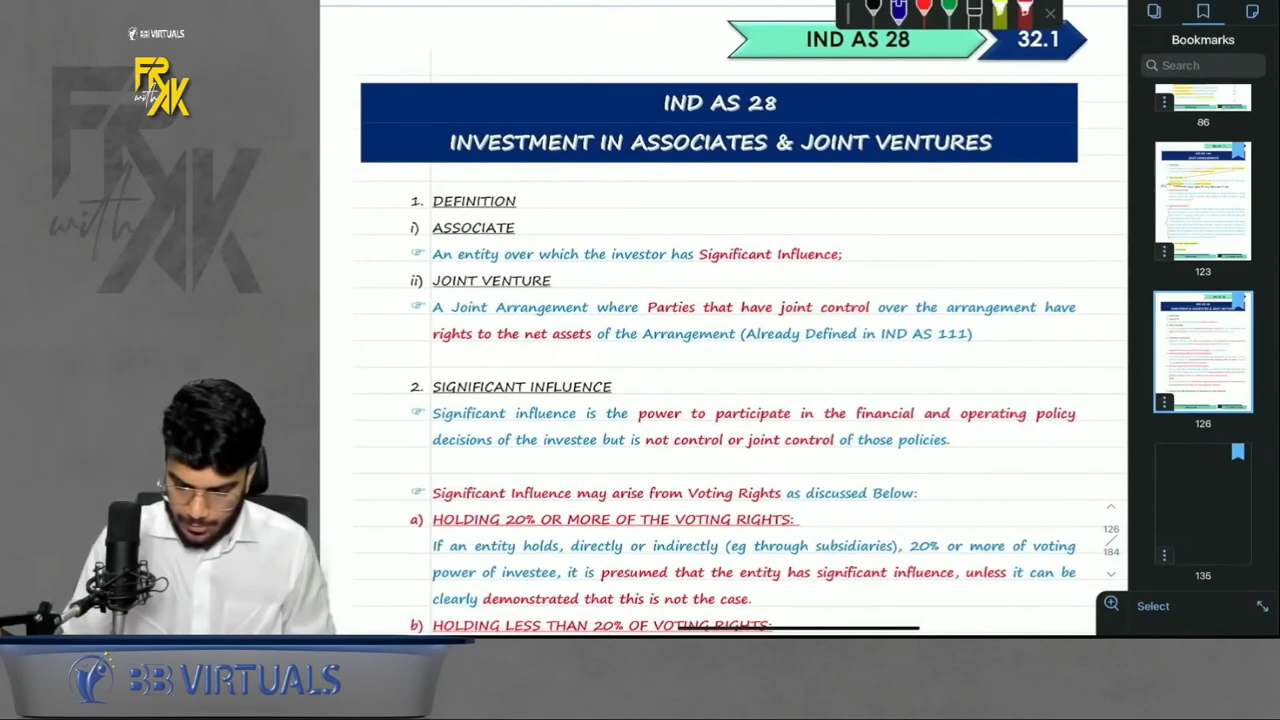 BB VIRTUALS
FR
with
AK
IND AS 28
32.1
IND AS 28
INVESTMENT IN ASSOCIATES & JOINT VENTURES
1. DEFINITION
i) ASSOCIATE
☞ An entity over which the investor has Significant Influence;
ii) JOINT VENTURE
☞ A Joint Arrangement where Parties that have joint control over the arrangement have
rights to the net assets of the Arrangement (Already Defined in IND AS 111)
2. SIGNIFICANT INFLUENCE
☞ Significant influence is the power to participate in the financial and operating policy
decisions of the investee but is not control or joint control of those policies.
☞ Significant Influence may arise from Voting Rights as discussed Below:
a) HOLDING 20% OR MORE OF THE VOTING RIGHTS:
If an entity holds, directly or indirectly (eg through subsidiaries), 20% or more of voting
power of investee, it is presumed that the entity has significant influence, unless it can be
clearly demonstrated that this is not the case.
b) HOLDING LESS THAN 20% OF VOTING RIGHTS:
126
184
Bookmarks
Search
86
123
126
135
Select
BB VIRTUALS